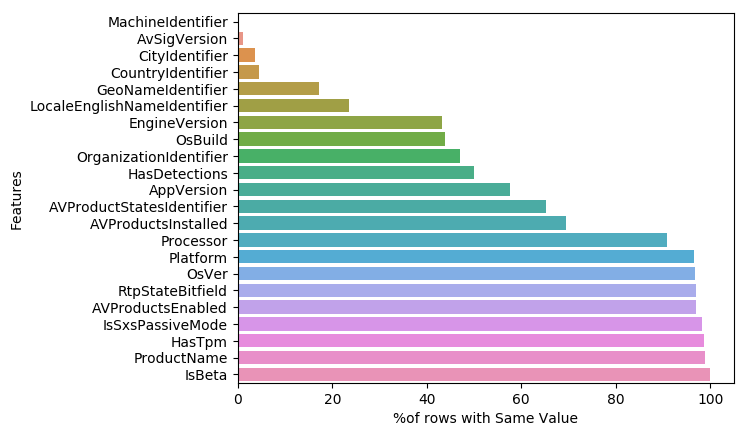 MachineIdentifier
AvSigVersion
CityIdentifier
CountryIdentifier
GeoNameIdentifier
LocaleEnglishNameIdentifier
EngineVersion
OsBuild
OrganizationIdentifier
HasDetections
AppVersion
AVProductStatesIdentifier
AVProductsInstalled
Processor
Platform
OsVer
RtpStateBitfield
AVProductsEnabled
IsSxsPassiveMode
HasTpm
ProductName
IsBeta
Features
0 20 40 60 80 100
%of rows with Same Value